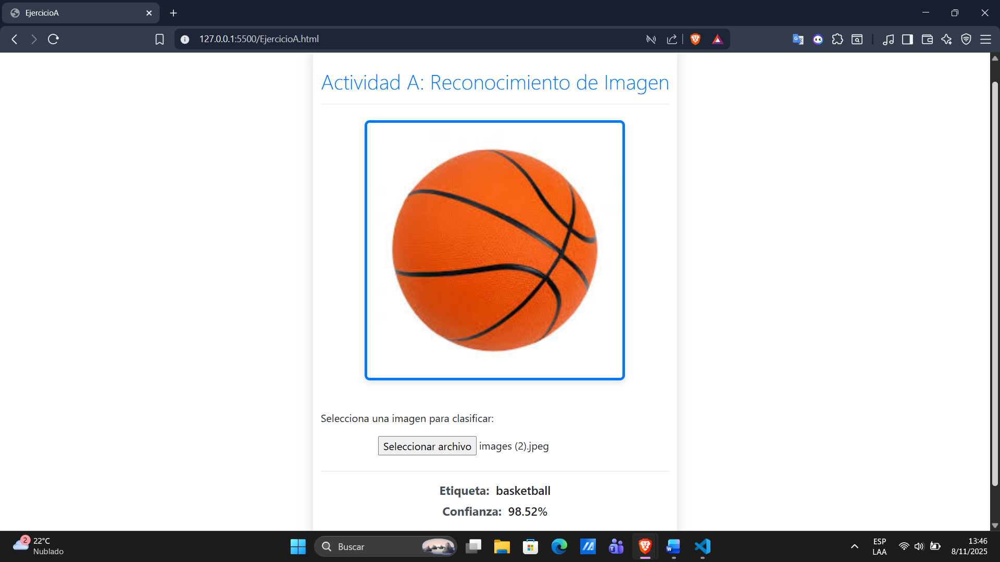 EjercicioA
127.0.0.1:5500/EjercicioA.html
Actividad A: Reconocimiento de Imagen
Selecciona una imagen para clasificar:
Seleccionar archivo images (2).jpeg
Etiqueta: basketball
Confianza: 98.52%
2
22°C
Nublado
Buscar
ESP
LAA
13:46
8/11/2025